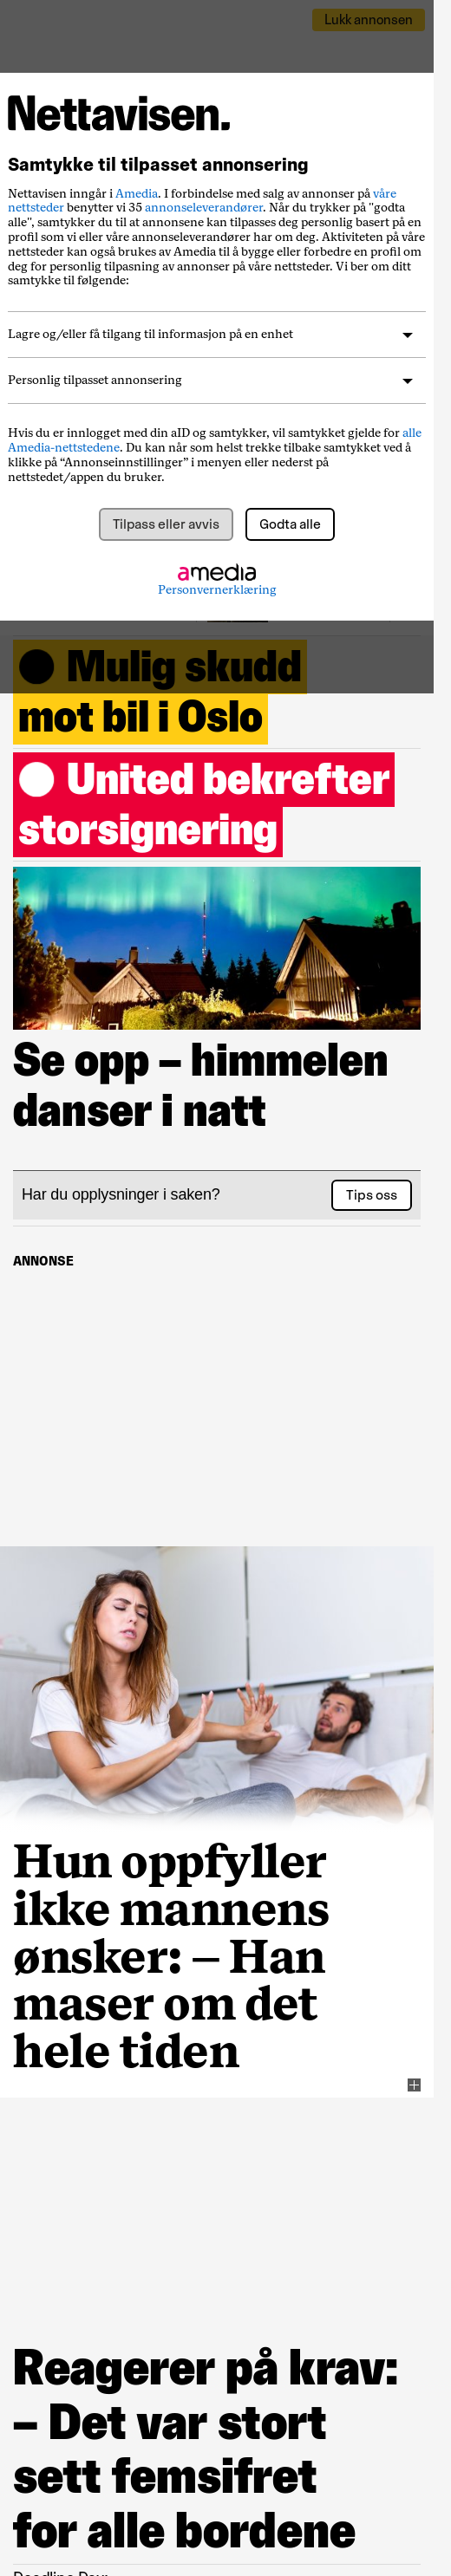 Lukk annonsen
Nettavisen.
Samtykke til tilpasset annonsering
Nettavisen inngår i Amedia. I forbindelse med salg av annonser på våre
nettsteder benytter vi 35 annonseleverandører. Når du trykker på "godta
alle", samtykker du til at annonsene kan tilpasses deg personlig basert på en
profil som vi eller våre annonseleverandører har om deg. Aktiviteten på våre
nettsteder kan også brukes av Amedia til å bygge eller forbedre en profil om
deg for personlig tilpasning av annonser på våre nettsteder. Vi ber om ditt
samtykke til følgende:
Lagre og/eller få tilgang til informasjon på en enhet
Personlig tilpasset annonsering
Hvis du er innlogget med din aID og samtykker, vil samtykket gjelde for alle
Amedia-nettstedene. Du kan når som helst trekke tilbake samtykket ved å
klikke på “Annonseinnstillinger” i menyen eller nederst på
nettstedet/appen du bruker.
Tilpass eller avvis
Godta alle
amedia
Personvernerklæring
Mulig skudd
mot bil i Oslo
United bekrefter
storsignering
Se opp – himmelen
danser i natt
Har du opplysninger i saken?
Tips oss
ANNONSE
Hun oppfyller
ikke mannens
ønsker: – Han
maser om det
hele tiden
Reagerer på krav:
– Det var stort
sett femsifret
for alle bordene